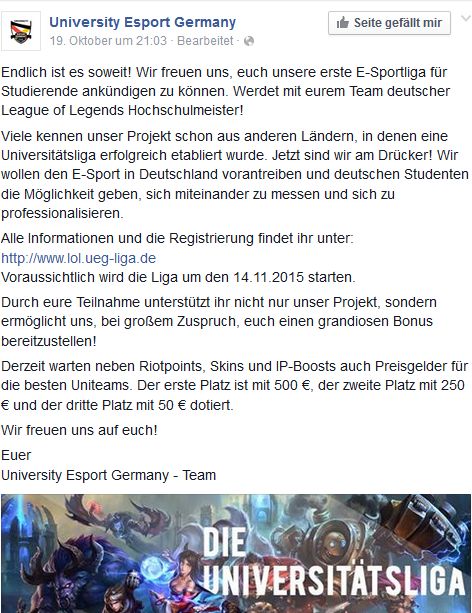 University Esport Germany
Seite gefällt mir
19. Oktober um 21:03 · Bearbeitet ·
Endlich ist es soweit! Wir freuen uns, euch unsere erste E-Sportliga für
Studierende ankündigen zu können. Werdet mit eurem Team deutscher
League of Legends Hochschulmeister!
Viele kennen unser Projekt schon aus anderen Ländern, in denen eine
Universitätsliga erfolgreich etabliert wurde. Jetzt sind wir am Drücker! Wir
wollen den E-Sport in Deutschland vorantreiben und deutschen Studenten
die Möglichkeit geben, sich miteinander zu messen und sich zu
professionalisieren.
Alle Informationen und die Registrierung findet ihr unter:
http://www.lol.ueg-liga.de
Voraussichtlich wird die Liga um den 14.11.2015 starten.
Durch eure Teilnahme unterstützt ihr nicht nur unser Projekt, sondern
ermöglicht uns, bei großem Zuspruch, euch einen grandiosen Bonus
bereitzustellen!
Derzeit warten neben Riotpoints, Skins und IP-Boosts auch Preisgelder für
die besten Uniteams. Der erste Platz ist mit 500 €, der zweite Platz mit 250
€ und der dritte Platz mit 50 € dotiert.
Wir freuen uns auf euch!
Euer
University Esport Germany - Team
DIE
UNIVERSITÄTSLIGA